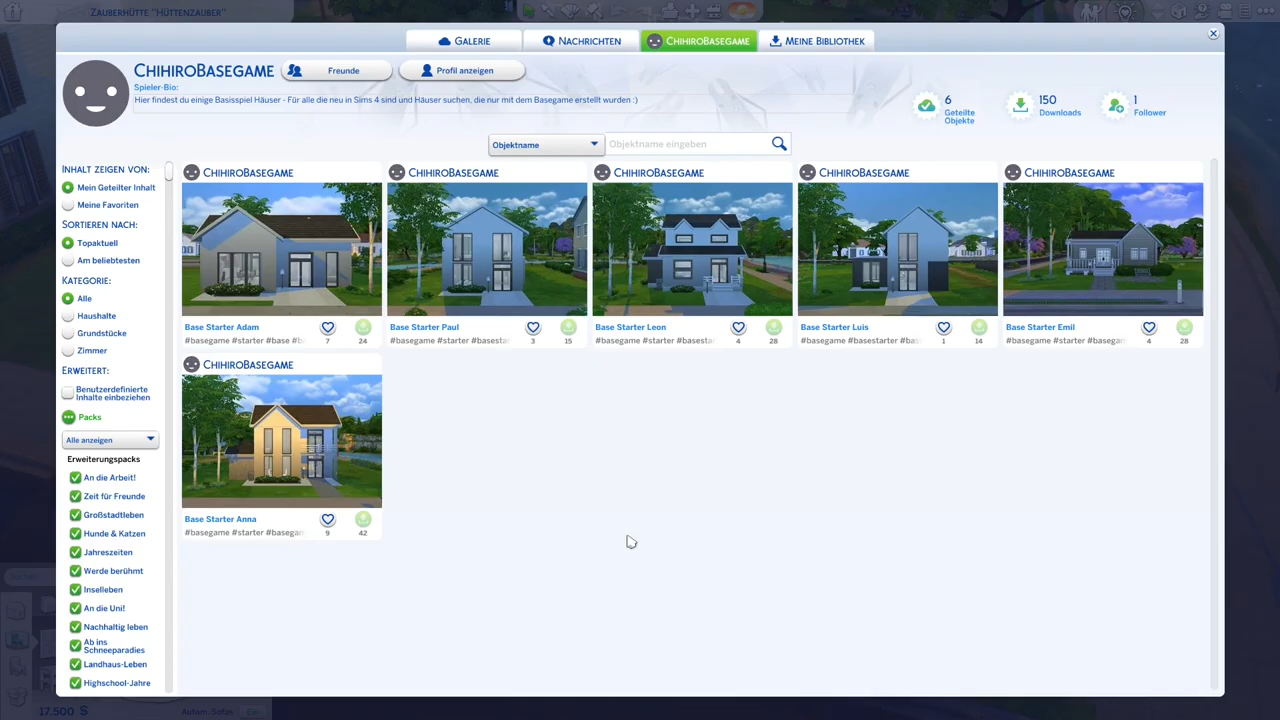 ZAUBERHÜTTE "HÜTTENZAUBER"
GALERIE
NACHRICHTEN
CHIHIROBASEGAME
MEINE BIBLIOTHEK
CHIHIROBASEGAME
Freunde
Profil anzeigen
Spieler-Bio:
Hier findest du einige Basisspiel Häuser - Für alle die neu in Sims 4 sind und Häuser suchen, die nur mit dem Basegame erstellt wurden :)
6
Geteilte
Objekte
150
Downloads
1
Follower
Objektname
Objektname eingeben
INHALT ZEIGEN VON:
Mein Geteilter Inhalt
Meine Favoriten
SORTIEREN NACH:
Topaktuell
Am beliebtesten
KATEGORIE:
Alle
Haushalte
Grundstücke
Zimmer
ERWEITERT:
Benutzerdefinierte
Inhalte einbeziehen
Packs
Alle anzeigen
Erweiterungspacks
An die Arbeit!
Zeit für Freunde
Großstadtleben
Hunde & Katzen
Jahreszeiten
Werde berühmt
Inselleben
An die Uni!
Nachhaltig leben
Ab ins
Schneeparadies
Landhaus-Leben
Highschool-Jahre
CHIHIROBASEGAME
Base Starter Adam
#basegame #starter #base #b
7
24
CHIHIROBASEGAME
Base Starter Paul
#basegame #starter #basestar
3
15
CHIHIROBASEGAME
Base Starter Leon
#basegame #starter #basesta
4
28
CHIHIROBASEGAME
Base Starter Luis
#basegame #basestarter #bas
1
14
CHIHIROBASEGAME
Base Starter Emil
#basegame #starter #basegam
4
28
CHIHIROBASEGAME
Base Starter Anna
#basegame #starter #basegam
9
42
17.500 §